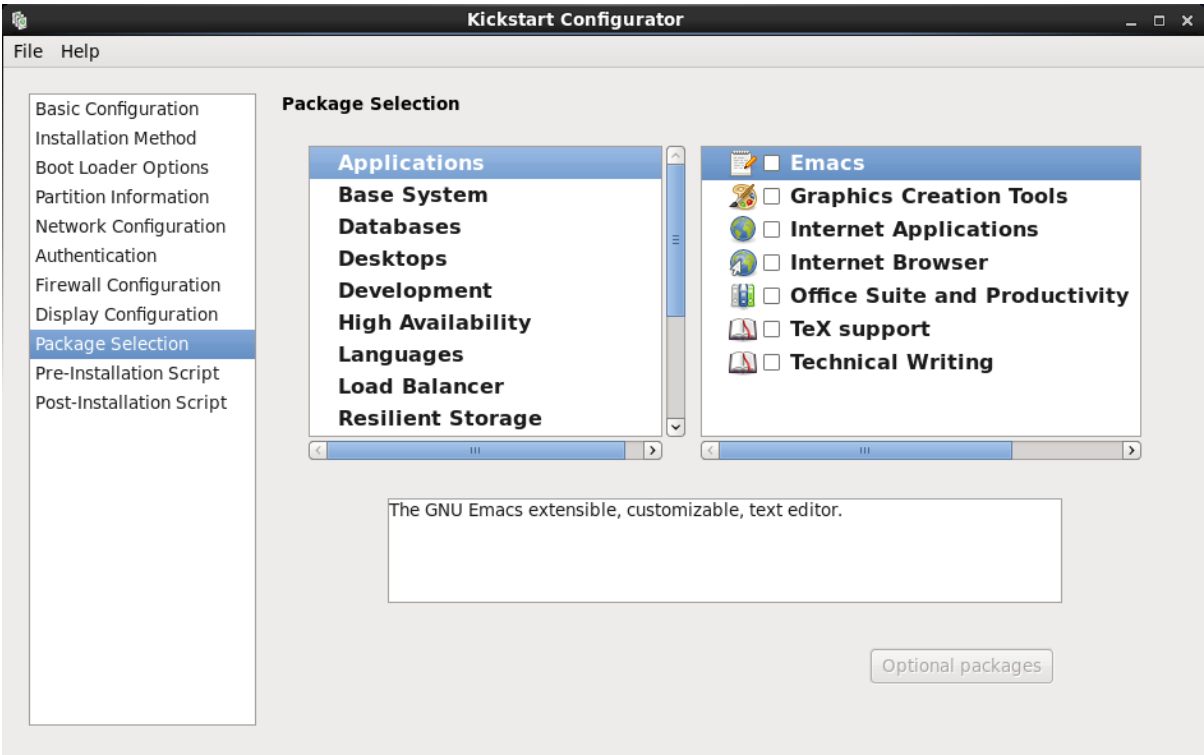 Kickstart Configurator
File Help
Basic Configuration
Installation Method
Boot Loader Options
Partition Information
Network Configuration
Authentication
Firewall Configuration
Display Configuration
Package Selection
Pre-Installation Script
Post-Installation Script
Package Selection
Applications
Base System
Databases
Desktops
Development
High Availability
Languages
Load Balancer
Resilient Storage
Emacs
Graphics Creation Tools
Internet Applications
Internet Browser
Office Suite and Productivity
TeX support
Technical Writing
The GNU Emacs extensible, customizable, text editor.
Optional packages